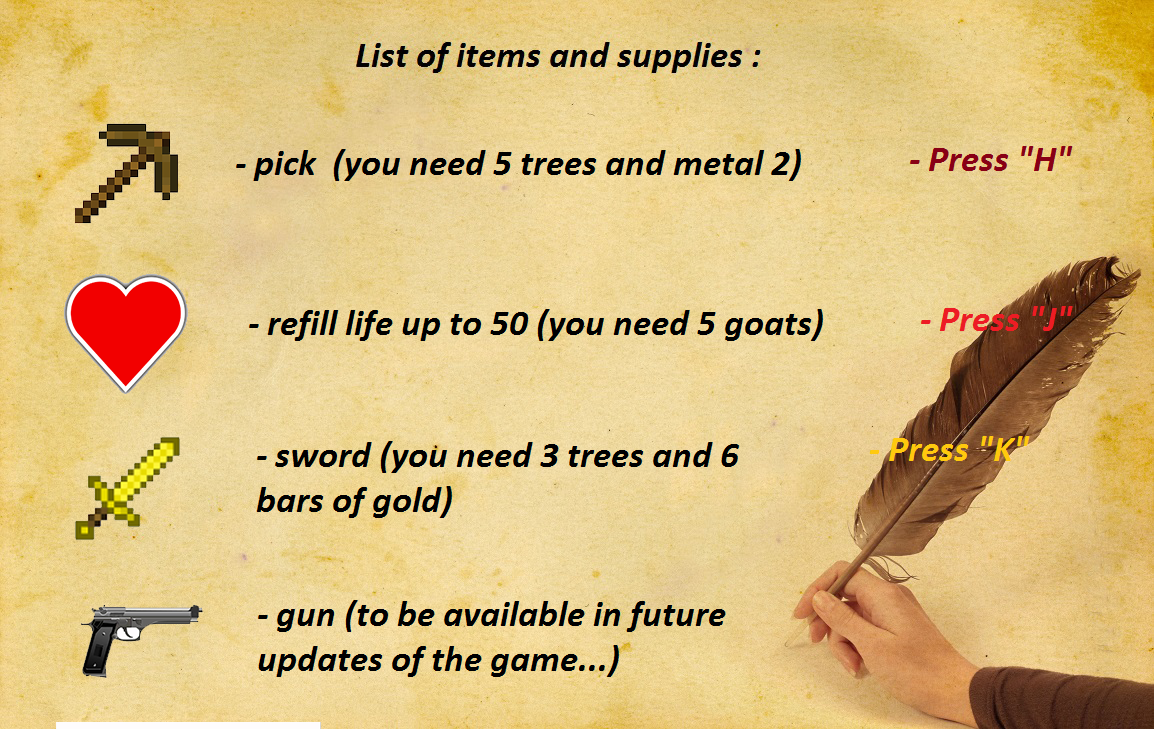 List of items and supplies :
- pick  (you need 5 trees and metal 2)
- Press "H"
- refill life up to 50 (you need 5 goats)
- Press "J"
- sword (you need 3 trees and 6
bars of gold)
- Press "K"
- gun (to be available in future
updates of the game...)